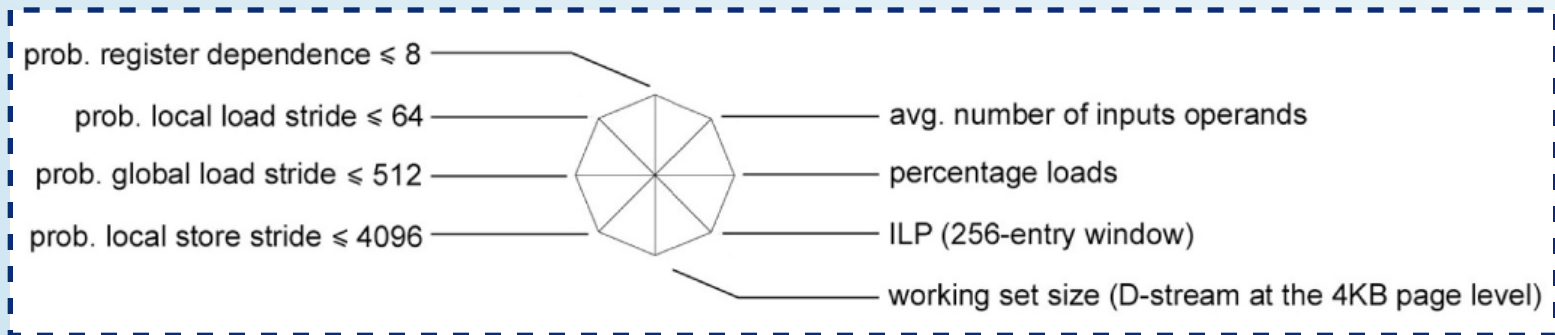 prob. register dependence ⩽ 8
prob. local load stride ⩽ 64
prob. global load stride ⩽ 512
prob. local store stride ⩽ 4096
avg. number of inputs operands
percentage loads
ILP (256-entry window)
working set size (D-stream at the 4KB page level)